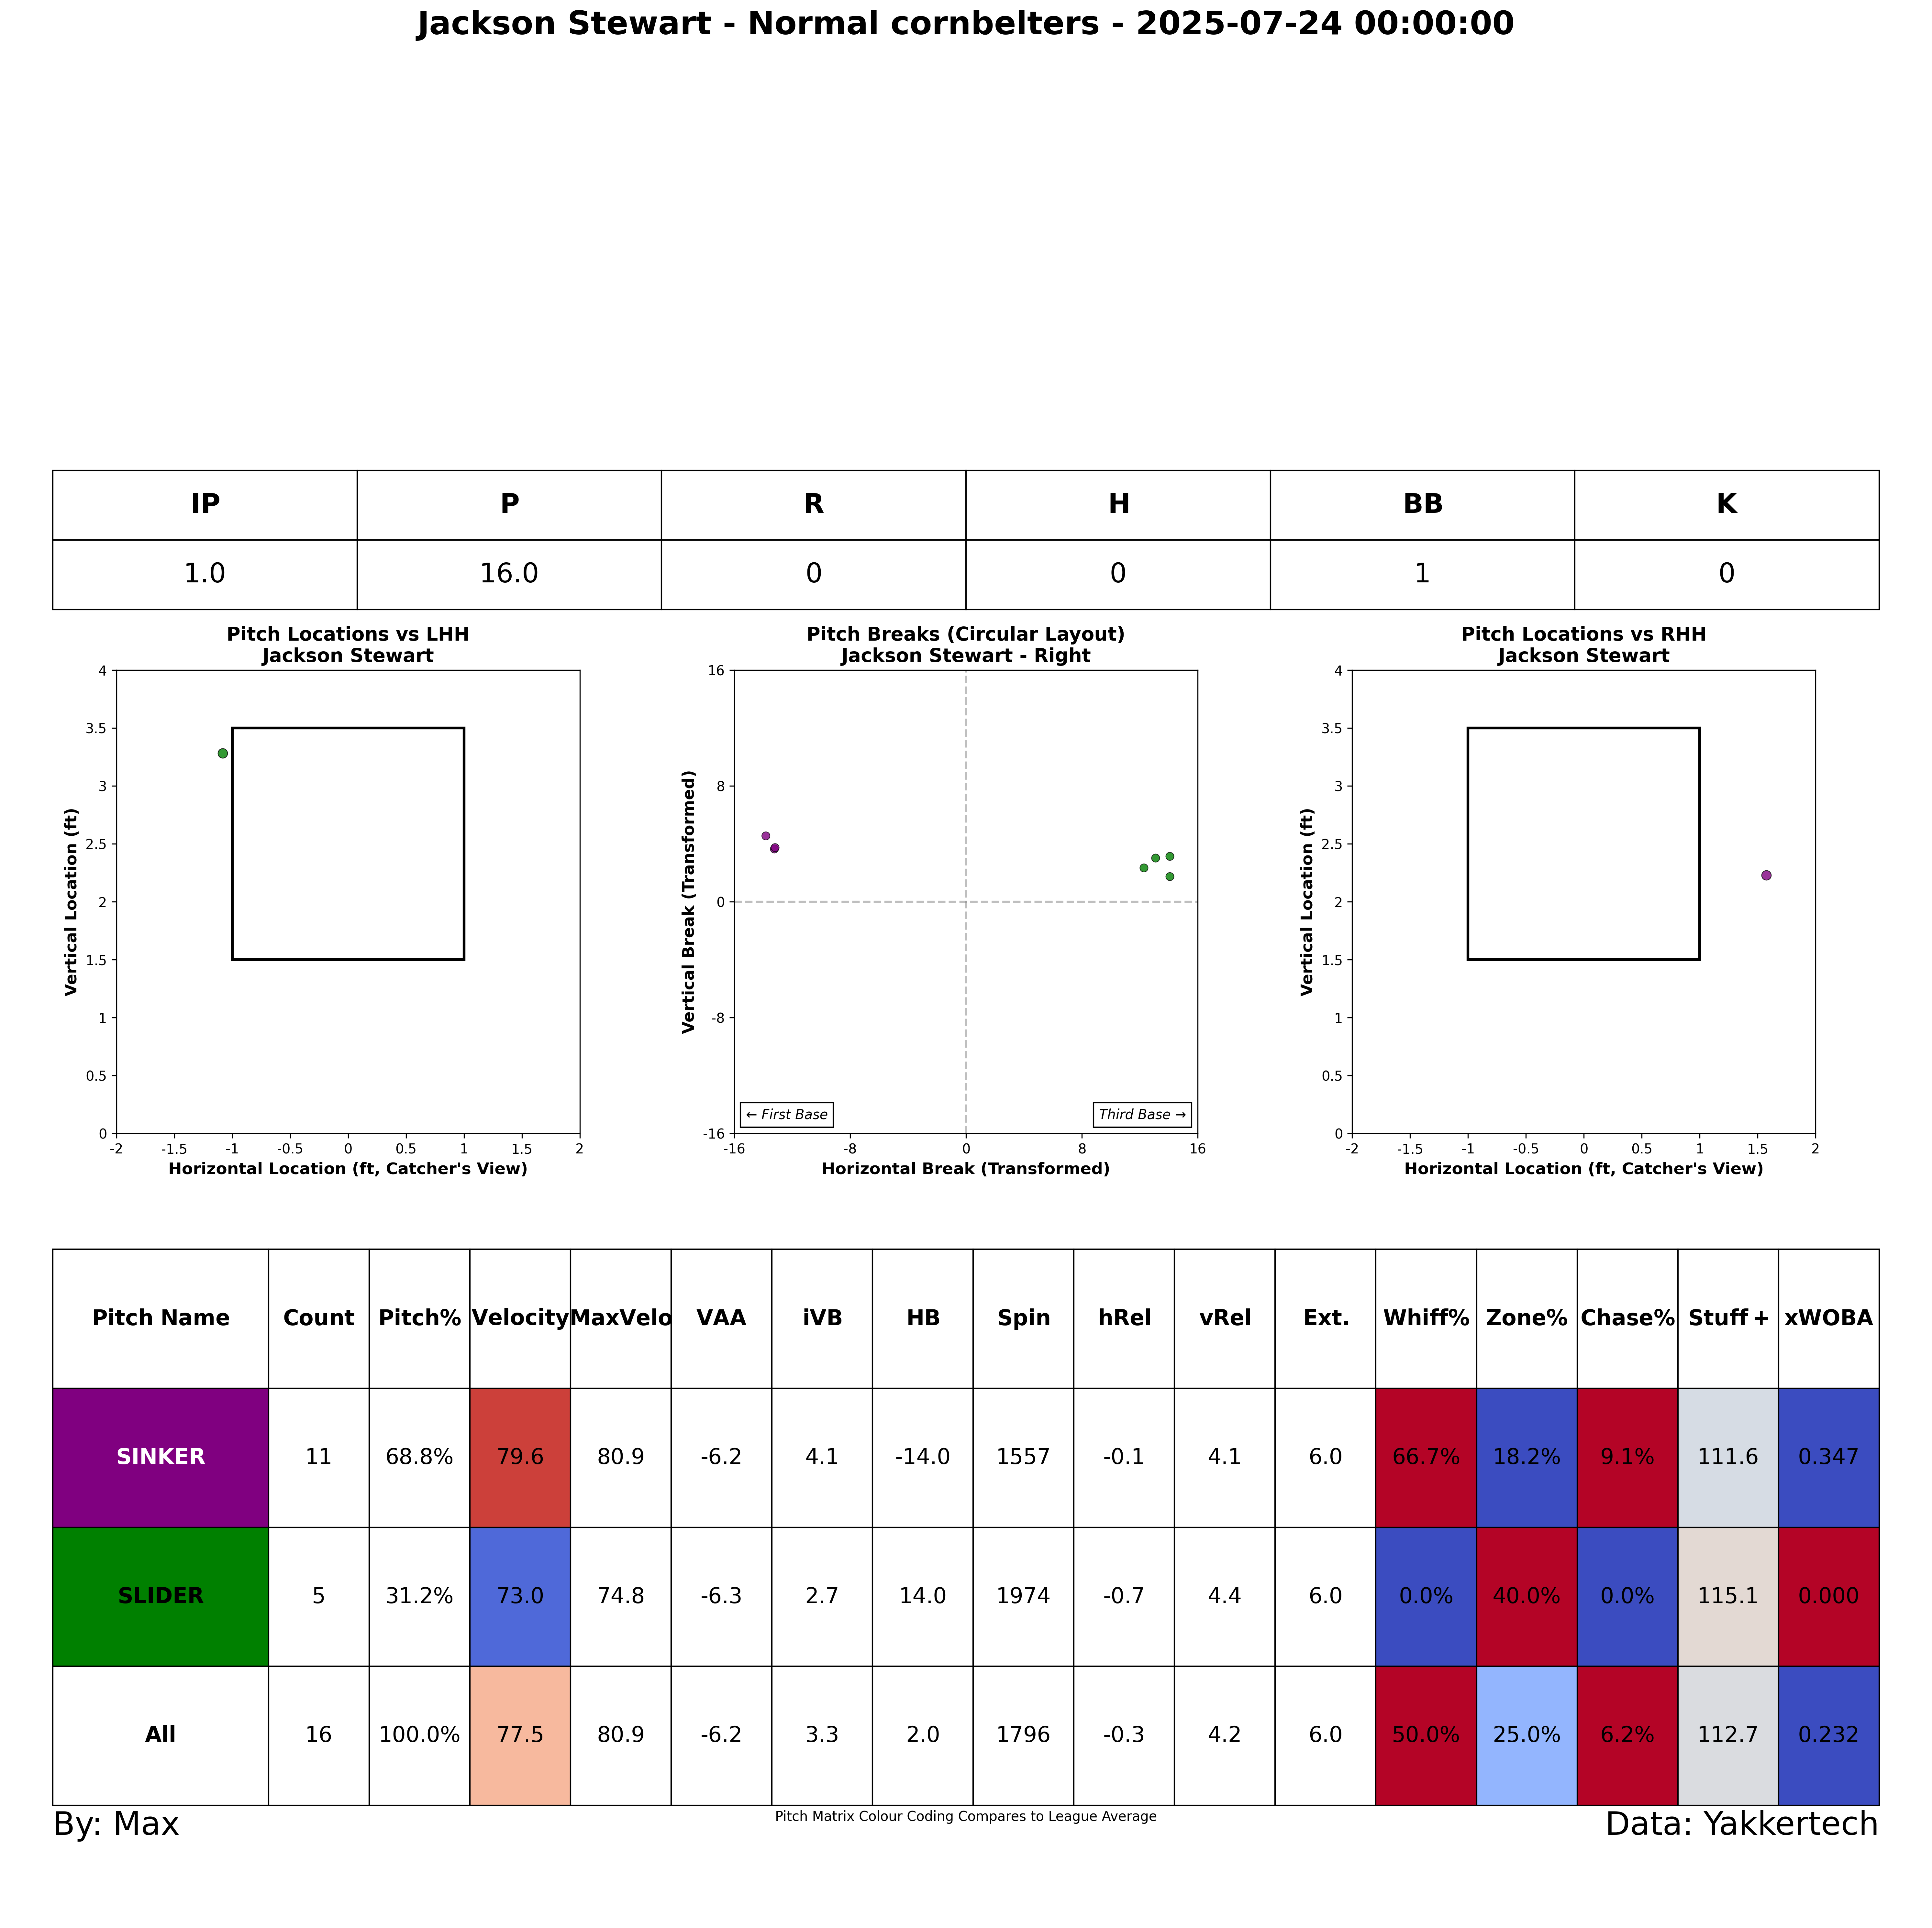 Jackson Stewart - Normal cornbelters - 2025-07-24 00:00:00
IP P R H BB K
1.0 16.0 0 0 1 0
Pitch Locations vs LHH
Jackson Stewart
4
3.5
3
2.5
2
1.5
1
0.5
0
-2 -1.5 -1 -0.5 0 0.5 1 1.5 2
Vertical Location (ft)
Horizontal Location (ft, Catcher's View)
Pitch Breaks (Circular Layout)
Jackson Stewart - Right
16
8
0
-8
-16
-16 -8 0 8 16
Vertical Break (Transformed)
← First Base
Third Base →
Horizontal Break (Transformed)
Pitch Locations vs RHH
Jackson Stewart
4
3.5
3
2.5
2
1.5
1
0.5
0
-2 -1.5 -1 -0.5 0 0.5 1 1.5 2
Vertical Location (ft)
Horizontal Location (ft, Catcher's View)
Pitch Name Count Pitch% Velocity MaxVelo VAA iVB HB Spin hRel vRel Ext. Whiff% Zone% Chase% Stuff+ xWOBA
SINKER 11 68.8% 79.6 80.9 -6.2 4.1 -14.0 1557 -0.1 4.1 6.0 66.7% 18.2% 9.1% 111.6 0.347
SLIDER 5 31.2% 73.0 74.8 -6.3 2.7 14.0 1974 -0.7 4.4 6.0 0.0% 40.0% 0.0% 115.1 0.000
All 16 100.0% 77.5 80.9 -6.2 3.3 2.0 1796 -0.3 4.2 6.0 50.0% 25.0% 6.2% 112.7 0.232
By: Max
Pitch Matrix Colour Coding Compares to League Average
Data: Yakkertech